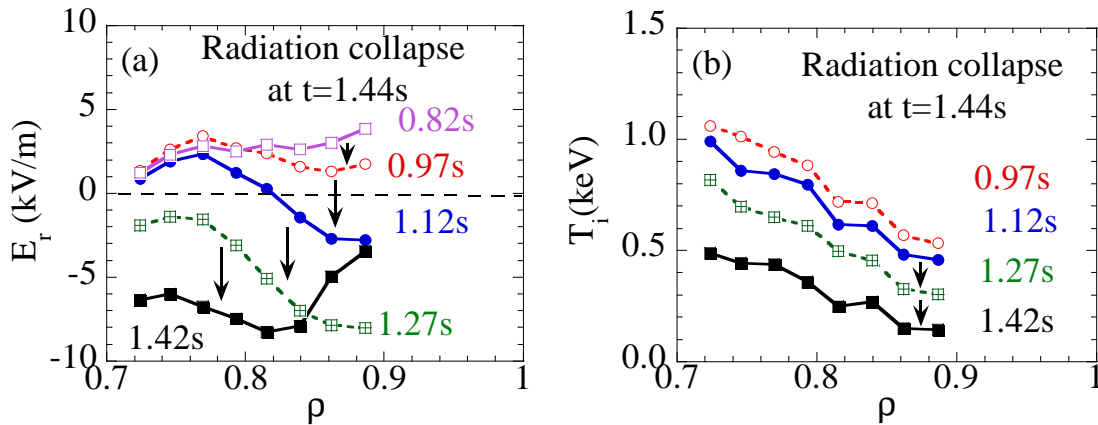 (a)
Radiation collapse
at t=1.44s
0.82s
0.97s
1.12s
1.27s
1.42s
E_r (kV/m)
10
5
0
-5
-10
0.7
0.8
0.9
1
ρ
(b)
Radiation collapse
at t=1.44s
0.97s
1.12s
1.27s
1.42s
T_i(keV)
1.5
1.0
0.5
0.0
0.7
0.8
0.9
1
ρ